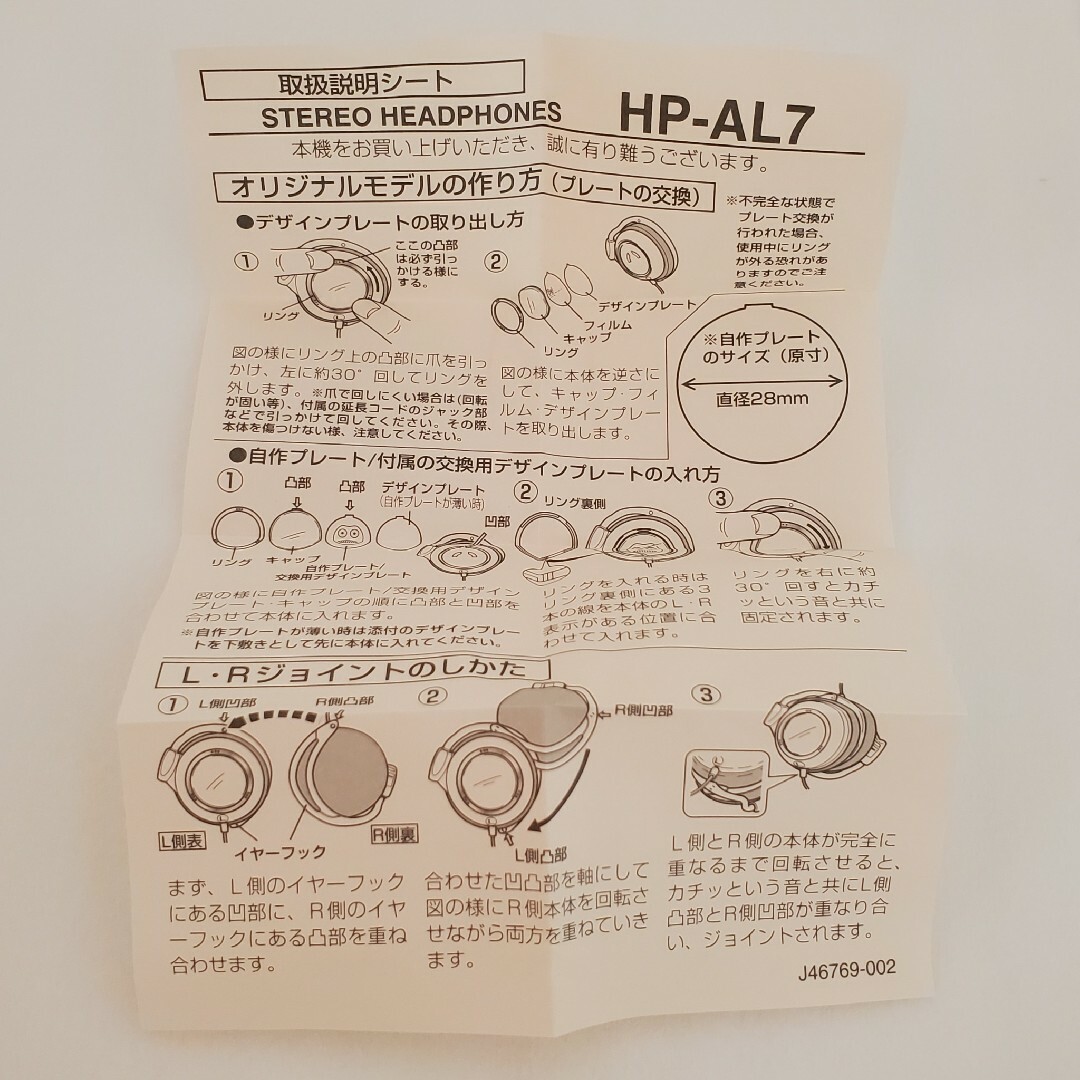 取扱説明シート
STEREO HEADPHONES
HP-AL7
本機をお買い上げいただき、誠に有り難うございます。
オリジナルモデルの作り方(プレートの交換)
●デザインプレートの取り出し方
①
ここの凸部
は必ず引っ
かける様に
する。
リング
図の様にリング上の凸部に爪を引っ
かけ、左に約30°回してリングを
外します。※爪で回しにくい場合は(回転
が固い等)、付属の延長コードのジャック部
などで引っかけて回してください。その際、
本体を傷つけない様、注意してください。
②
デザインプレート
フィルム
キャップ
リング
図の様に本体を逆さに
して、キャップ・フィ
ルム・デザインプレー
トを取り出します。
※不完全な状態で
プレート交換が
行われた場合、
使用中にリング
が外る恐れがあ
りますのでご注
意ください。
※自作プレート
のサイズ(原寸)
直径28mm
●自作プレート/付属の交換用デザインプレートの入れ方
①
凸部
凸部
デザインプレート
(自作プレートが薄い時)
凹部
リング
キャップ
自作プレート/
交換用デザインプレート
図の様に自作プレート/交換用デザイン
プレート・キャップの順に凸部と凹部を
合わせて本体に入れます。
※自作プレートが薄い時は添付のデザインプレー
トを下敷きとして先に本体に入れてください。
②
リング裏側
リングを入れる時は
リング裏側にある3
本の線を本体のL・R
表示がある位置に合
わせて入れます。
③
リングを右に約
30°回すとカチ
ッという音と共に
固定されます。
L・Rジョイントのしかた
①
L側凹部
R側凸部
L側表
イヤーフック
R側裏
まず、L側のイヤーフック
にある凹部に、R側のイヤ
ーフックにある凸部を重ね
合わせます。
②
R側凹部
L側凸部
合わせた凹凸部を軸にして
図の様にR側本体を回転さ
せながら両方を重ねていき
ます。
③
L側とR側の本体が完全に
重なるまで回転させると、
カチッという音と共にL側
凸部とR側凹部が重なり合
い、ジョイントされます。
J46769-002